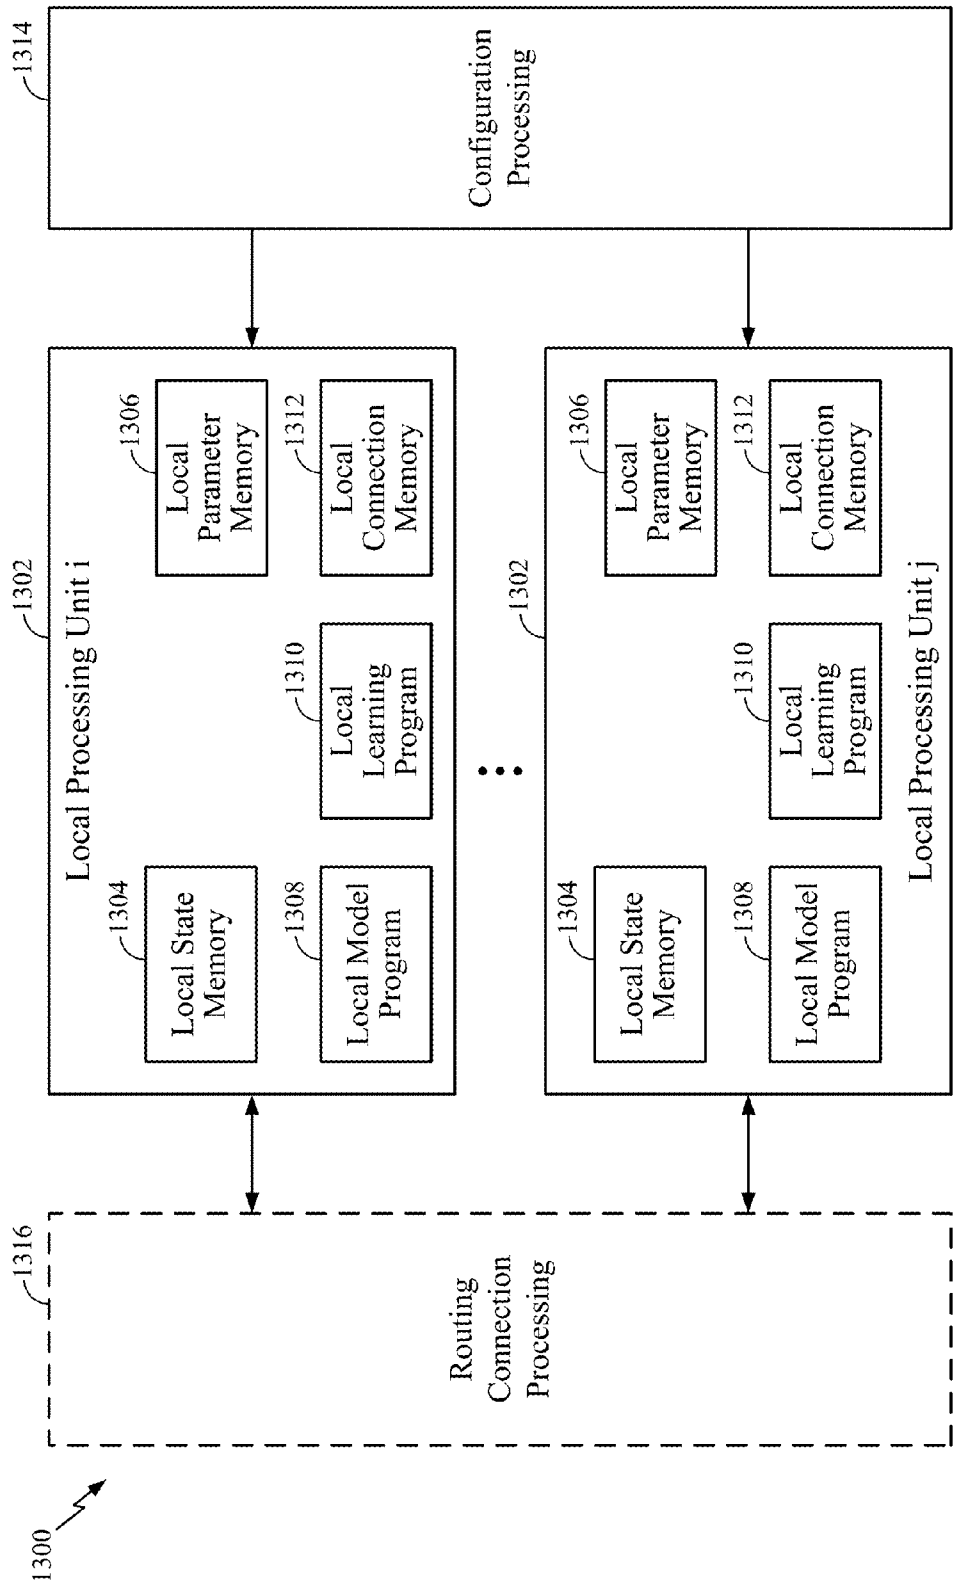 1300
1316
Routing
Connection
Processing
1302
Local Processing Unit i
1304
Local State
Memory
1306
Local
Parameter
Memory
1308
Local Model
Program
1310
Local
Learning
Program
1312
Local
Connection
Memory
1302
1304
Local State
Memory
1306
Local
Parameter
Memory
1308
Local Model
Program
1310
Local
Learning
Program
1312
Local
Connection
Memory
Local Processing Unit j
1314
Configuration
Processing